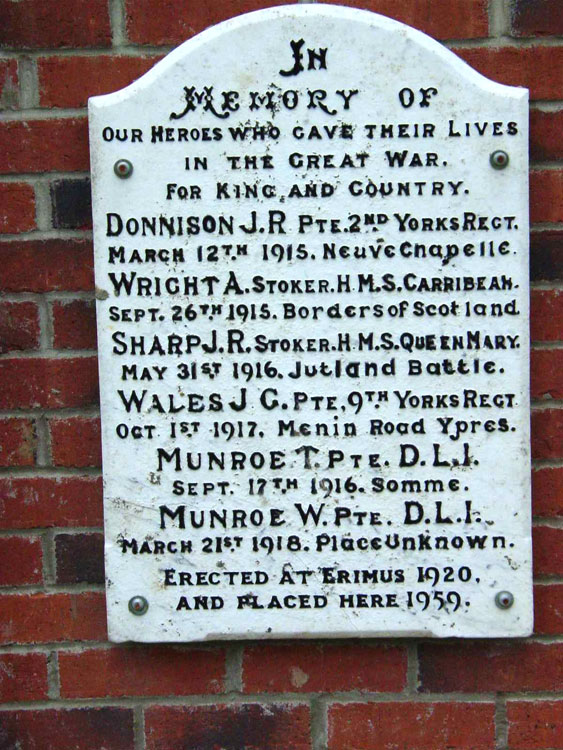 IN
MEMORY OF
OUR HEROES WHO GAVE THEIR LIVES
IN THE GREAT WAR.
FOR KING AND COUNTRY.
DONNISON J.R PTE. 2ND YORKS REGT.
MARCH 12TH 1915. NEUVE CHAPELLE.
WRIGHT A. STOKER. H.M.S. CARRIBEAN.
SEPT. 26TH 1915. Borders of Scotland.
SHARP J.R. STOKER. H.M.S. QUEEN MARY.
MAY 31ST 1916. Jutland Battle.
WALES J G. PTE, 9TH YORKS REGT
OCT 1ST 1917. Menin Road Ypres.
MUNROE T. PTE. D.L.I.
SEPT. 17TH 1916. Somme.
MUNROE W. PTE. D.L.I.
MARCH 21ST 1918. Place Unknown.
ERECTED AT ERIMUS 1920,
AND PLACED HERE 1959.